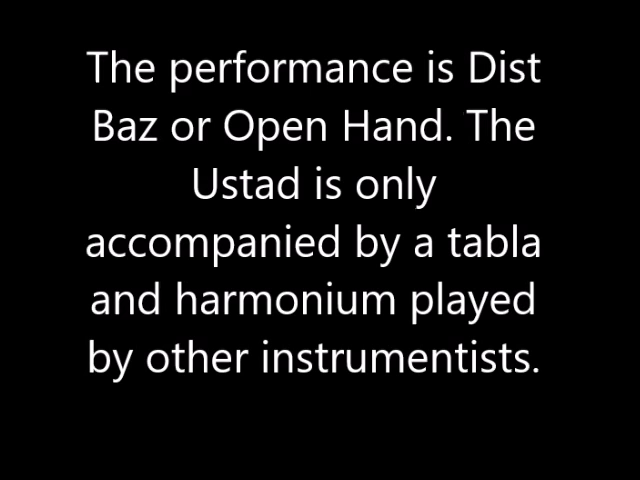 The performance is Dist
Baz or Open Hand. The
Ustad is only
accompanied by a tabla
and harmonium played
by other instrumentists.